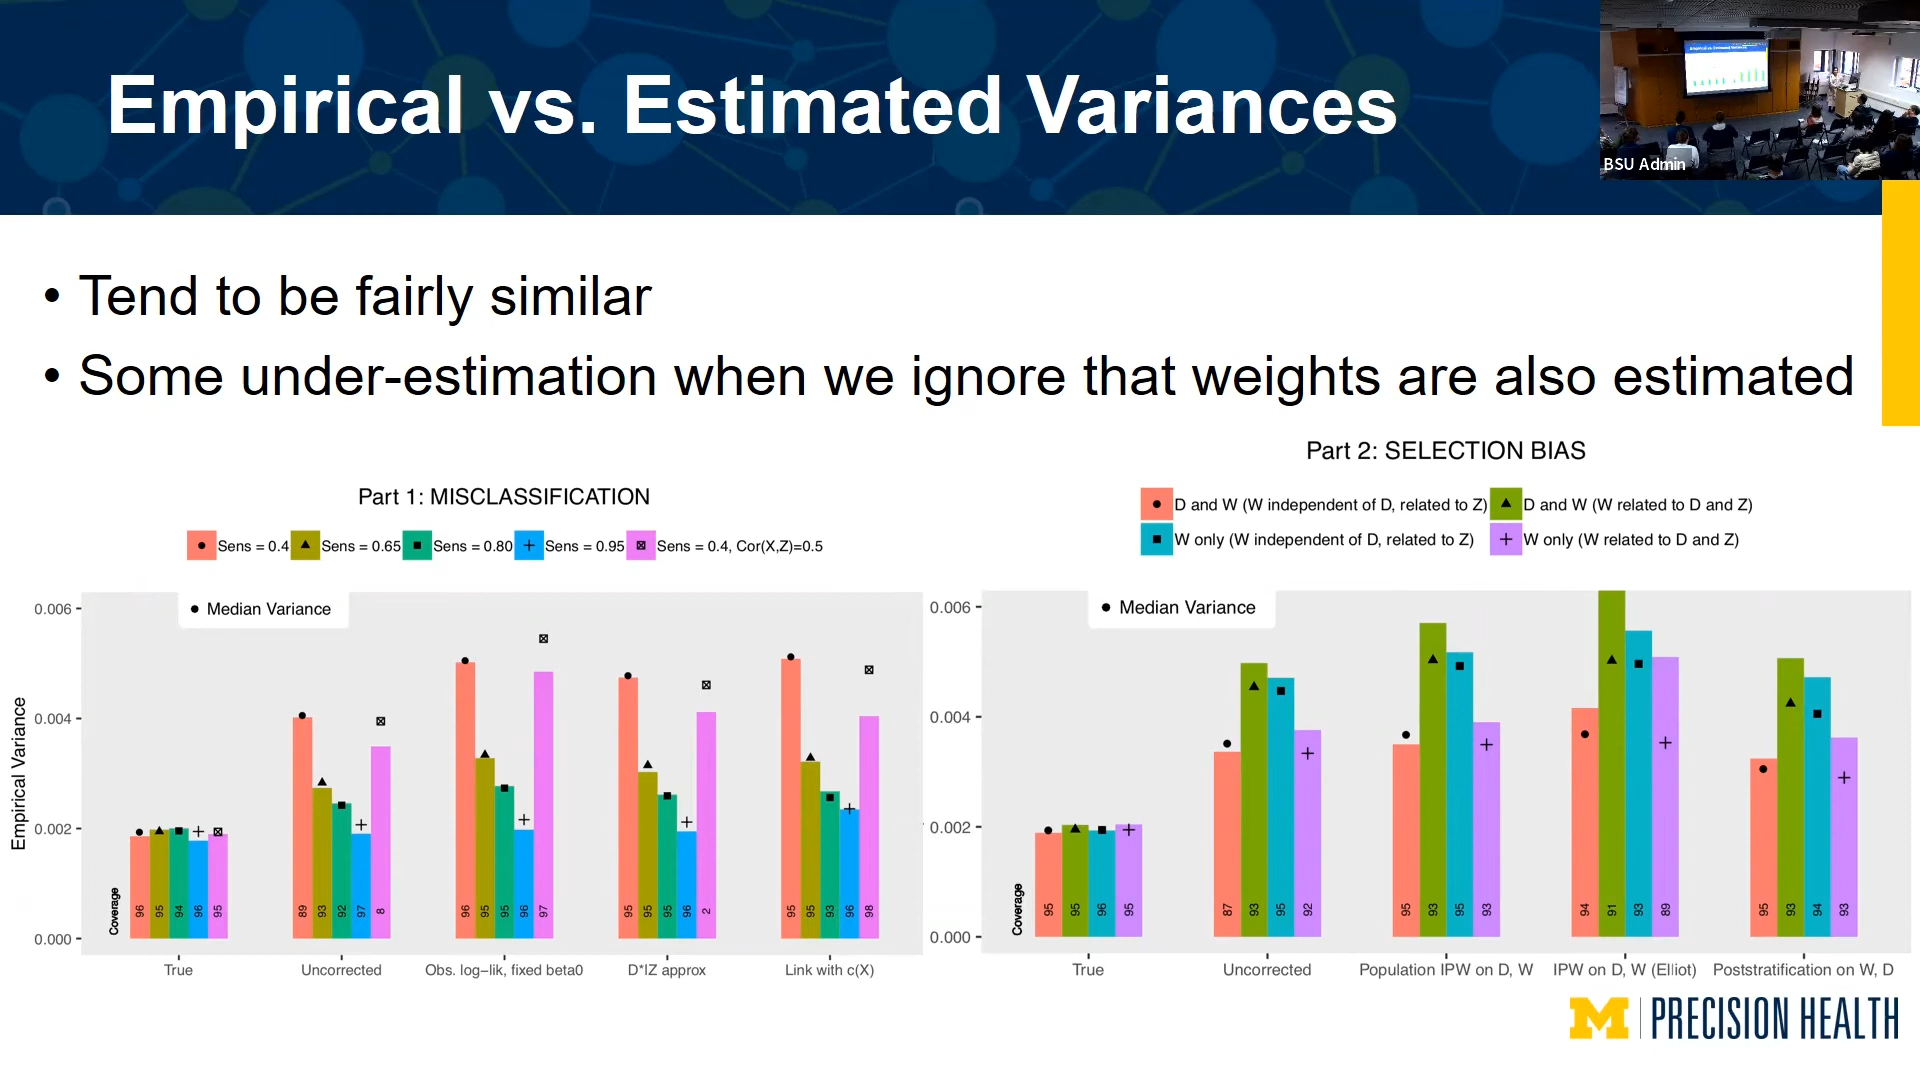 Empirical vs. Estimated Variances
BSU Admin
• Tend to be fairly similar
• Some under-estimation when we ignore that weights are also estimated
Part 1: MISCLASSIFICATION
Sens = 0.4 Sens = 0.65 Sens = 0.80 Sens = 0.95 Sens = 0.4, Cor(X,Z)=0.5
Median Variance
Empirical Variance
0.006
0.004
0.002
0.000
Coverage
96 95 94 96 95
89 93 92 97 8
96 95 95 96 97
95 95 95 96 2
95 95 93 96 98
True Uncorrected Obs. log-lik, fixed beta0 D*|Z approx Link with c(X)
Part 2: SELECTION BIAS
D and W (W independent of D, related to Z) D and W (W related to D and Z)
W only (W independent of D, related to Z) W only (W related to D and Z)
Median Variance
0.006
0.004
0.002
0.000
Coverage
95 95 96 95
87 93 95 92
95 93 95 93
94 91 93 89
95 93 94 93
True Uncorrected Population IPW on D, W IPW on D, W (Elliot) Poststratification on W, D
M PRECISION HEALTH